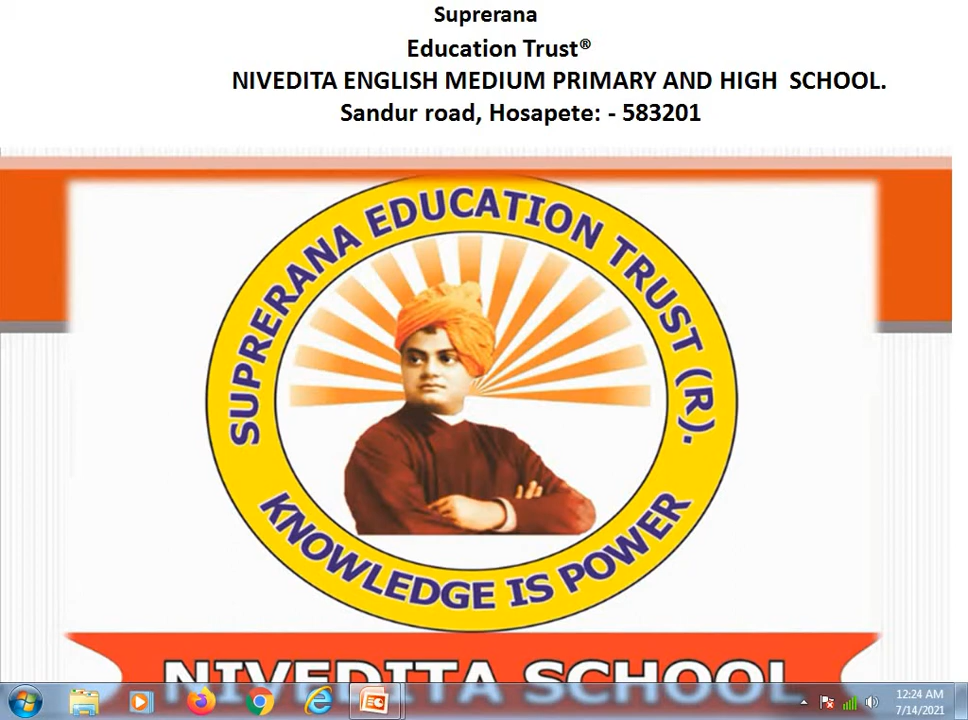 Suprerana
Education Trust®
NIVEDITA ENGLISH MEDIUM PRIMARY AND HIGH SCHOOL.
Sandur road, Hosapete: - 583201
SUPRERANA EDUCATION TRUST (R).
KNOWLEDGE IS POWER
NIVEDITA SCHOOL
12:24 AM
7/14/2021